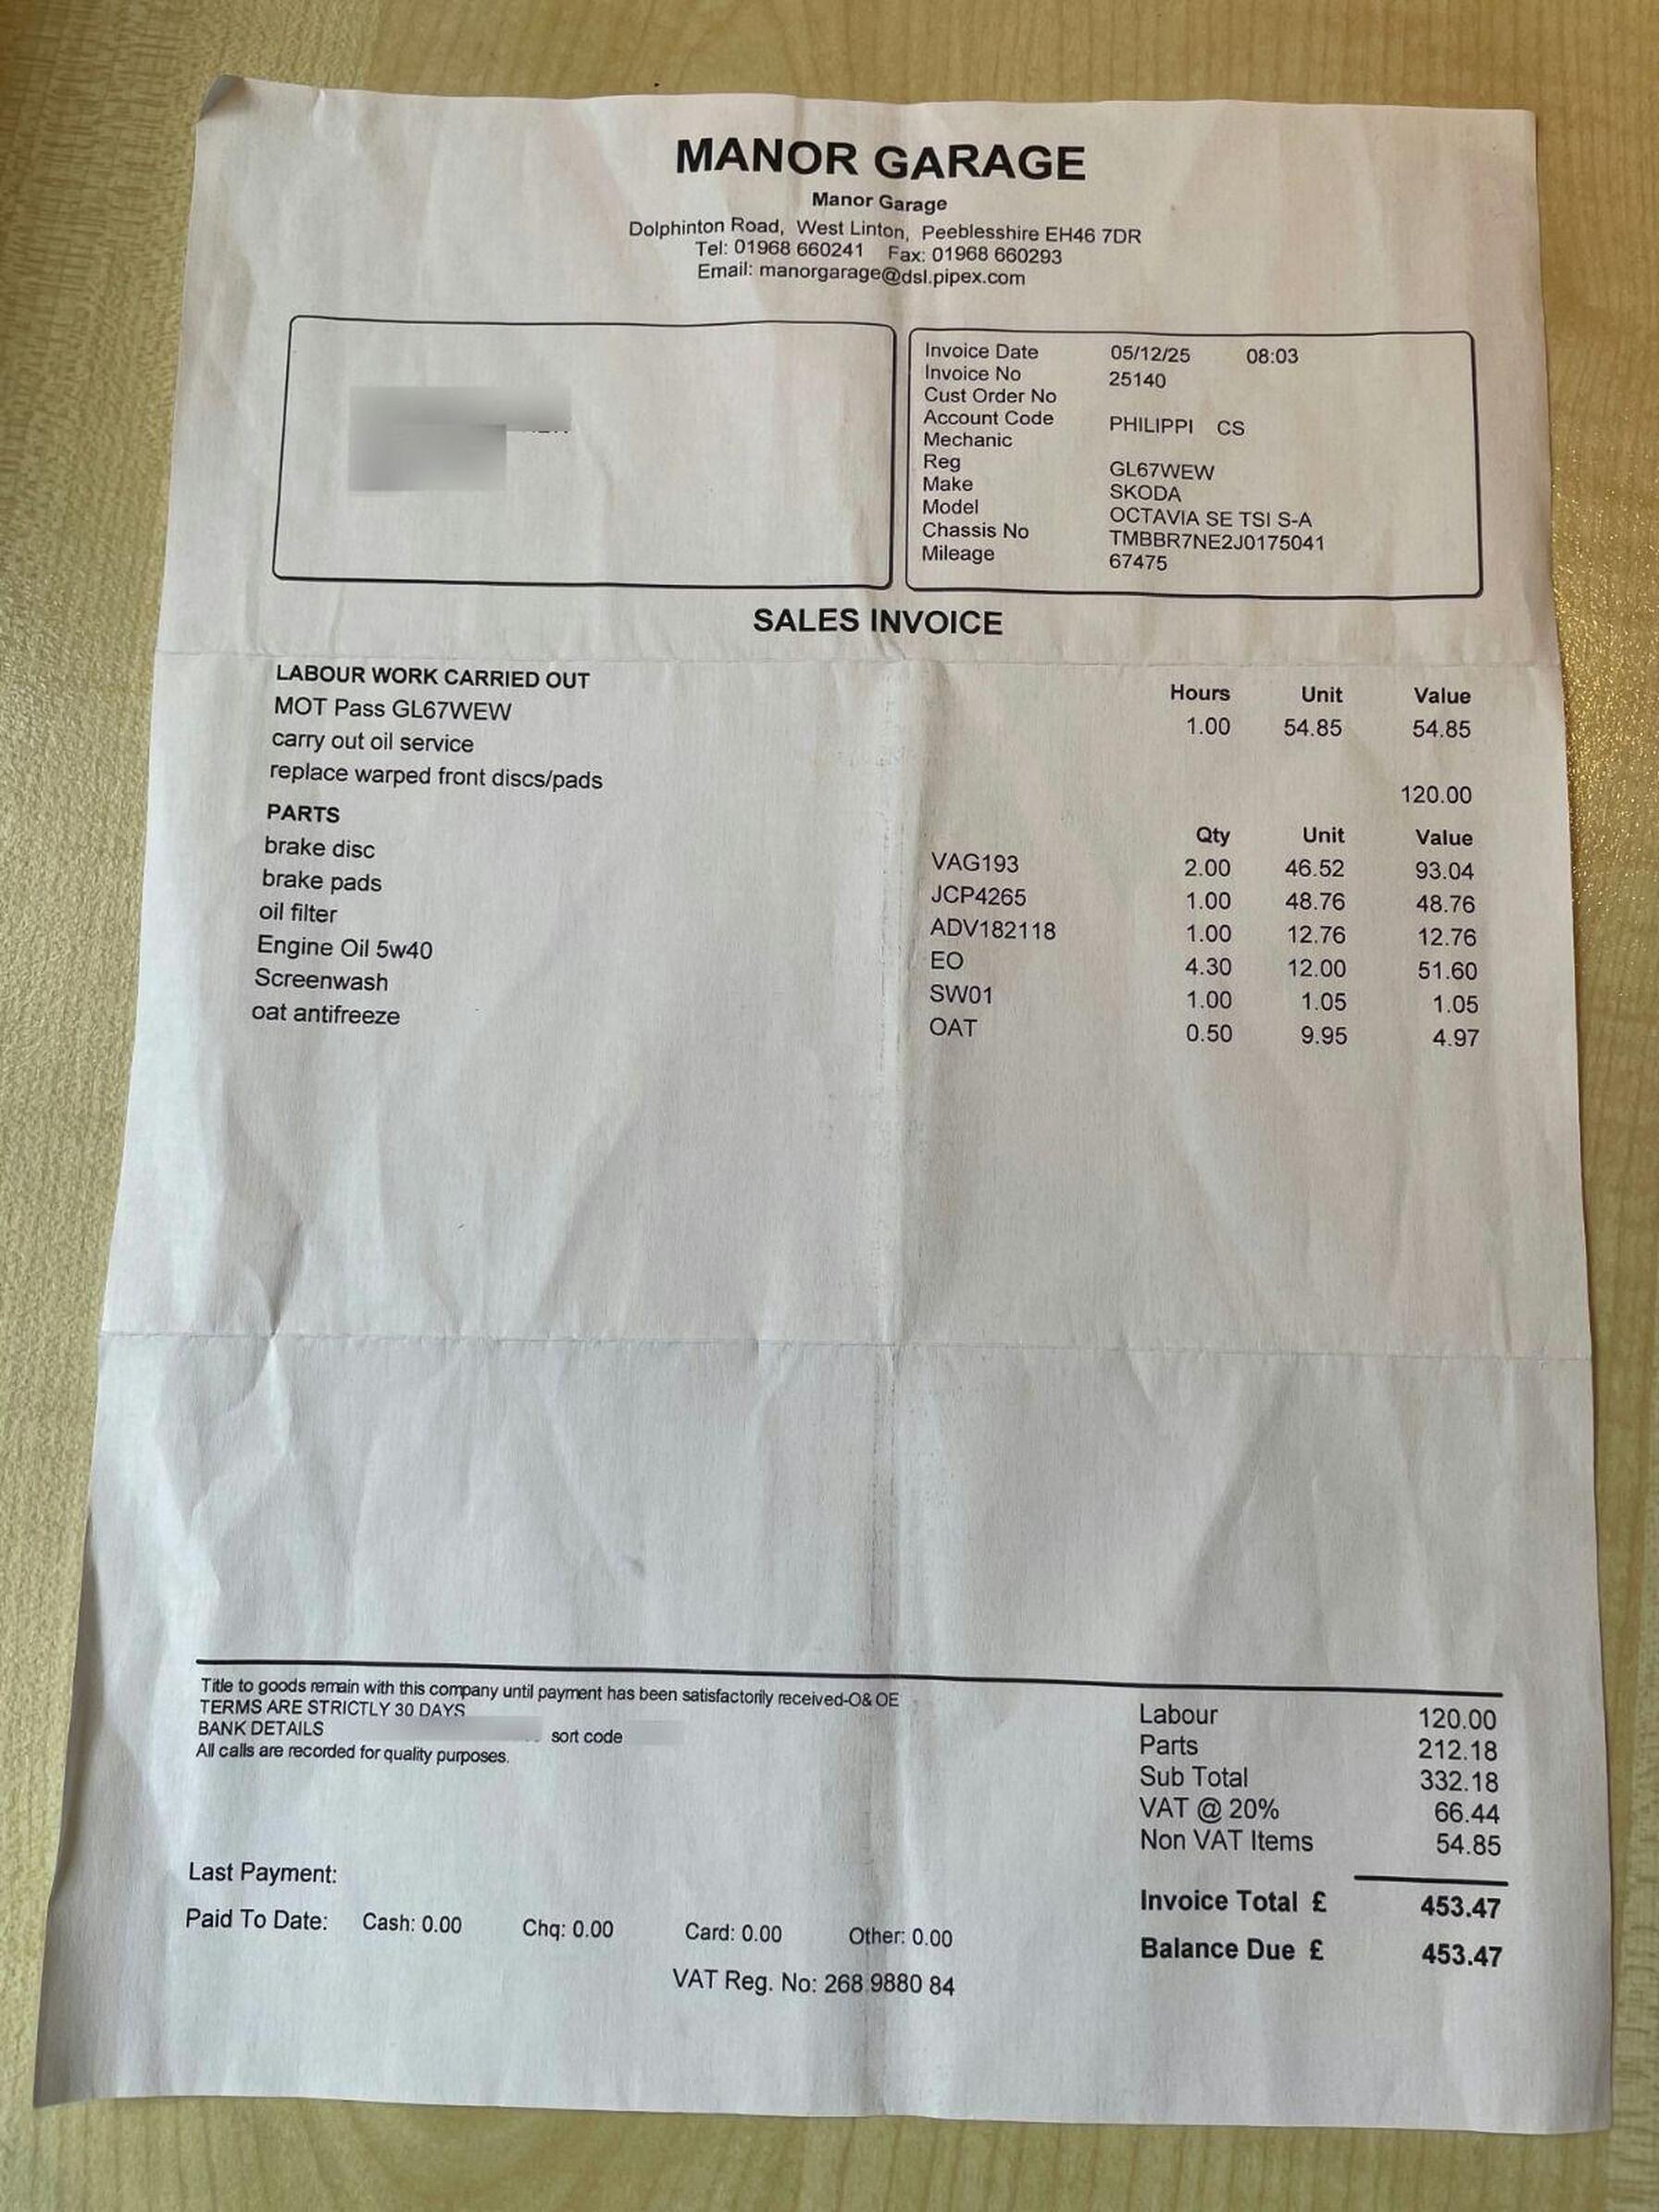 MANOR GARAGE
Manor Garage
Dolphinton Road, West Linton, Peeblesshire EH46 7DR
Tel: 01968 660241 Fax: 01968 660293
Email: manorgarage@dsl.pipex.com
Invoice Date 05/12/25 08:03
Invoice No 25140
Cust Order No
Account Code PHILIPPI CS
Mechanic
Reg GL67WEW
Make SKODA
Model OCTAVIA SE TSI S-A
Chassis No TMBBR7NE2J0175041
Mileage 67475
SALES INVOICE
LABOUR WORK CARRIED OUT Hours Unit Value
MOT Pass GL67WEW 1.00 54.85 54.85
carry out oil service
replace warped front discs/pads 120.00
PARTS Qty Unit Value
brake disc VAG193 2.00 46.52 93.04
brake pads JCP4265 1.00 48.76 48.76
oil filter ADV182118 1.00 12.76 12.76
Engine Oil 5w40 EO 4.30 12.00 51.60
Screenwash SW01 1.00 1.05 1.05
oat antifreeze OAT 0.50 9.95 4.97
Title to goods remain with this company until payment has been satisfactorily received-O& OE
TERMS ARE STRICTLY 30 DAYS
BANK DETAILS sort code
All calls are recorded for quality purposes.
Labour 120.00
Parts 212.18
Sub Total 332.18
VAT @ 20% 66.44
Non VAT Items 54.85
Last Payment:
Invoice Total £ 453.47
Paid To Date: Cash: 0.00 Chq: 0.00 Card: 0.00 Other: 0.00
Balance Due £ 453.47
VAT Reg. No: 268 9880 84